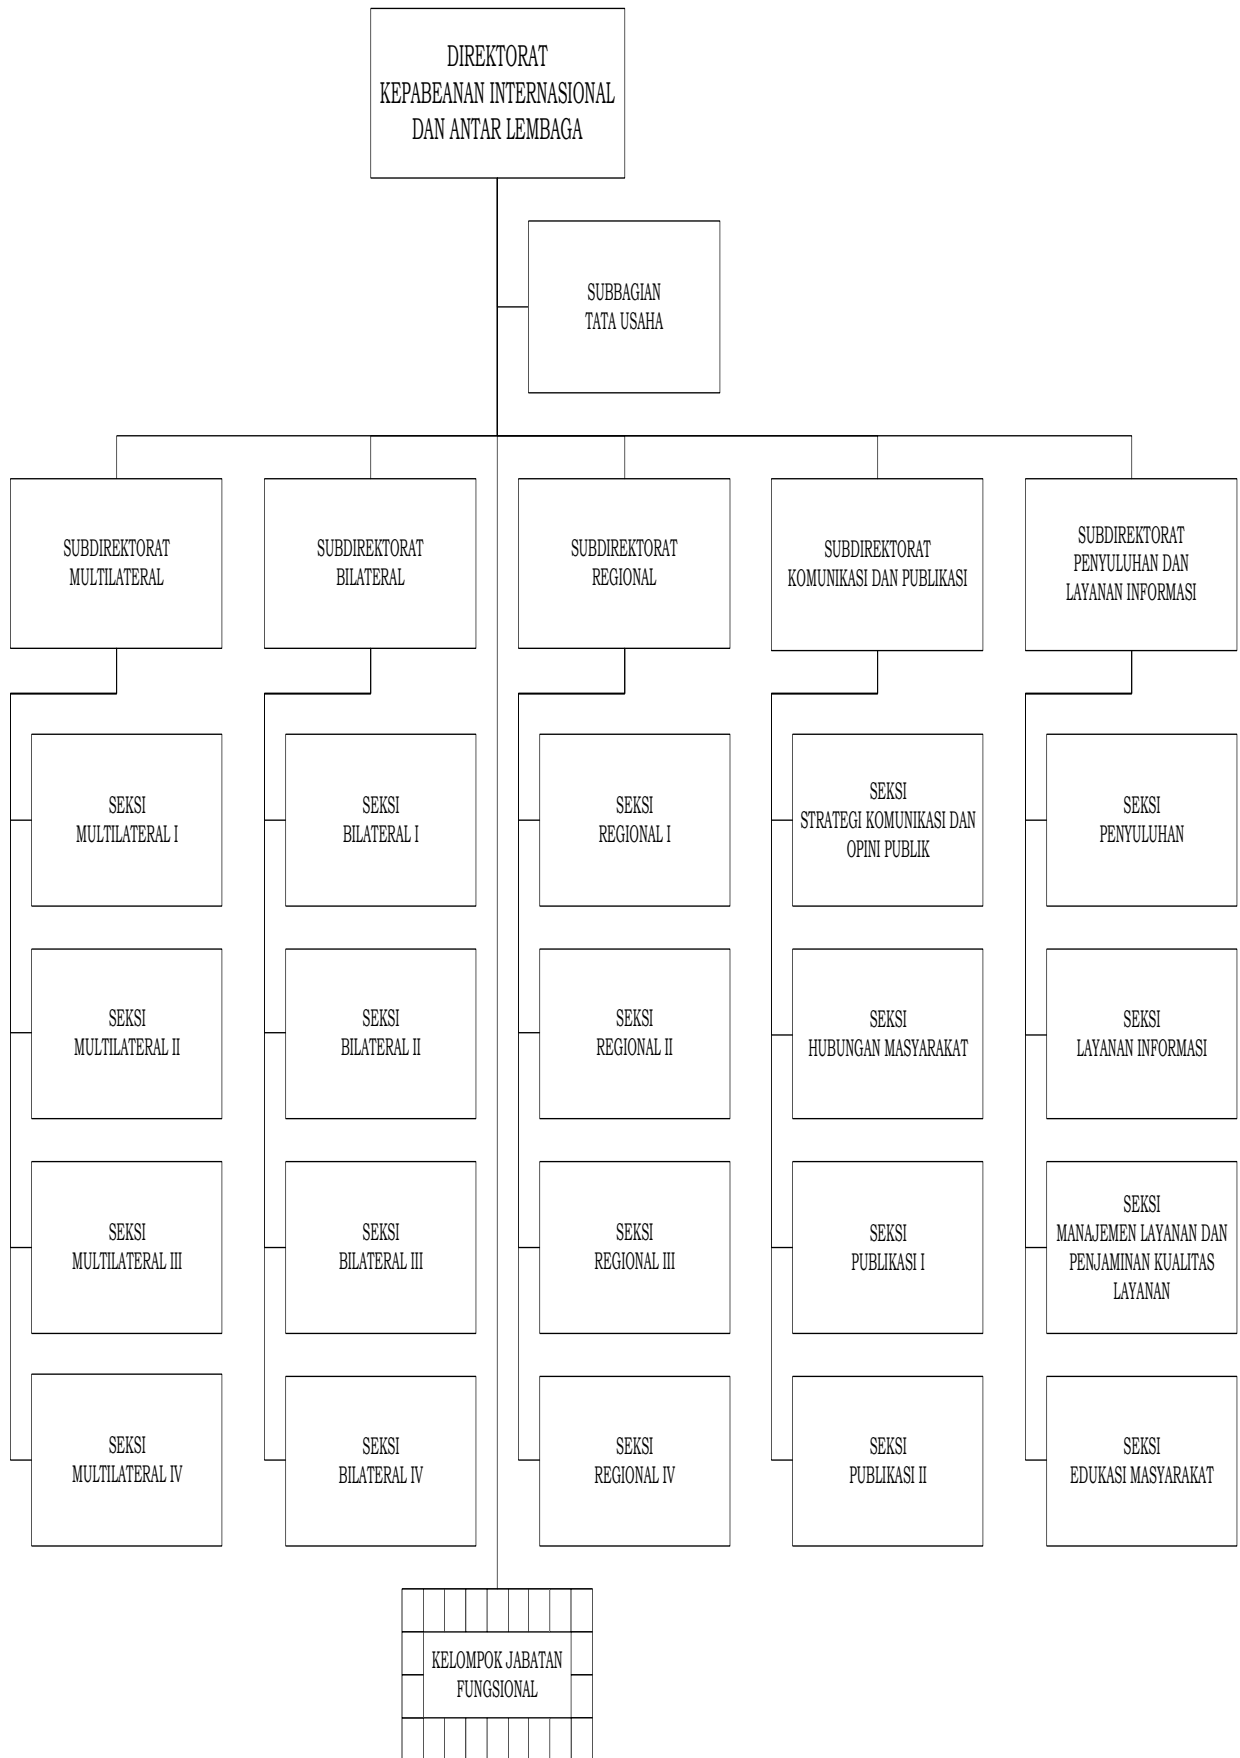 DIREKTORAT
KEPABEANAN INTERNASIONAL
DAN ANTAR LEMBAGA
SUBBAGIAN
TATA USAHA
SUBDIREKTORAT
MULTILATERAL
SUBDIREKTORAT
BILATERAL
SUBDIREKTORAT
REGIONAL
SUBDIREKTORAT
KOMUNIKASI DAN PUBLIKASI
SUBDIREKTORAT
PENYULUHAN DAN
LAYANAN INFORMASI
SEKSI
MULTILATERAL I
SEKSI
BILATERAL I
SEKSI
REGIONAL I
SEKSI
STRATEGI KOMUNIKASI DAN
OPINI PUBLIK
SEKSI
PENYULUHAN
SEKSI
MULTILATERAL II
SEKSI
BILATERAL II
SEKSI
REGIONAL II
SEKSI
HUBUNGAN MASYARAKAT
SEKSI
LAYANAN INFORMASI
SEKSI
MULTILATERAL III
SEKSI
BILATERAL III
SEKSI
REGIONAL III
SEKSI
PUBLIKASI I
SEKSI
MANAJEMEN LAYANAN DAN
PENJAMINAN KUALITAS
LAYANAN
SEKSI
MULTILATERAL IV
SEKSI
BILATERAL IV
SEKSI
REGIONAL IV
SEKSI
PUBLIKASI II
SEKSI
EDUKASI MASYARAKAT
KELOMPOK JABATAN
FUNGSIONAL